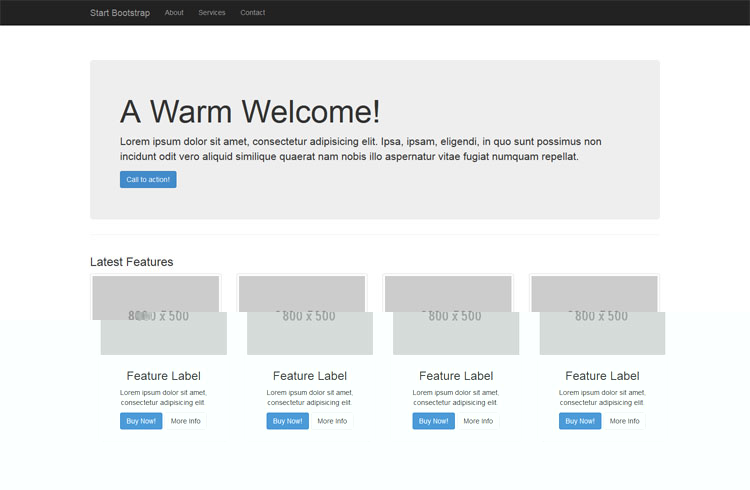 Start Bootstrap About Services Contact
A Warm Welcome!
Lorem ipsum dolor sit amet, consectetur adipisicing elit. Ipsa, ipsam, eligendi, in quo sunt possimus non
incidunt odit vero aliquid similique quaerat nam nobis illo aspernatur vitae fugiat numquam repellat.
Call to action!
Latest Features
800 x 500 800 x 500 800 x 500 800 x 500
Feature Label Feature Label Feature Label Feature Label
Lorem ipsum dolor sit amet, Lorem ipsum dolor sit amet, Lorem ipsum dolor sit amet, Lorem ipsum dolor sit amet,
consectetur adipisicing elit. consectetur adipisicing elit. consectetur adipisicing elit. consectetur adipisicing elit.
Buy Now! More Info Buy Now! More Info Buy Now! More Info Buy Now! More Info